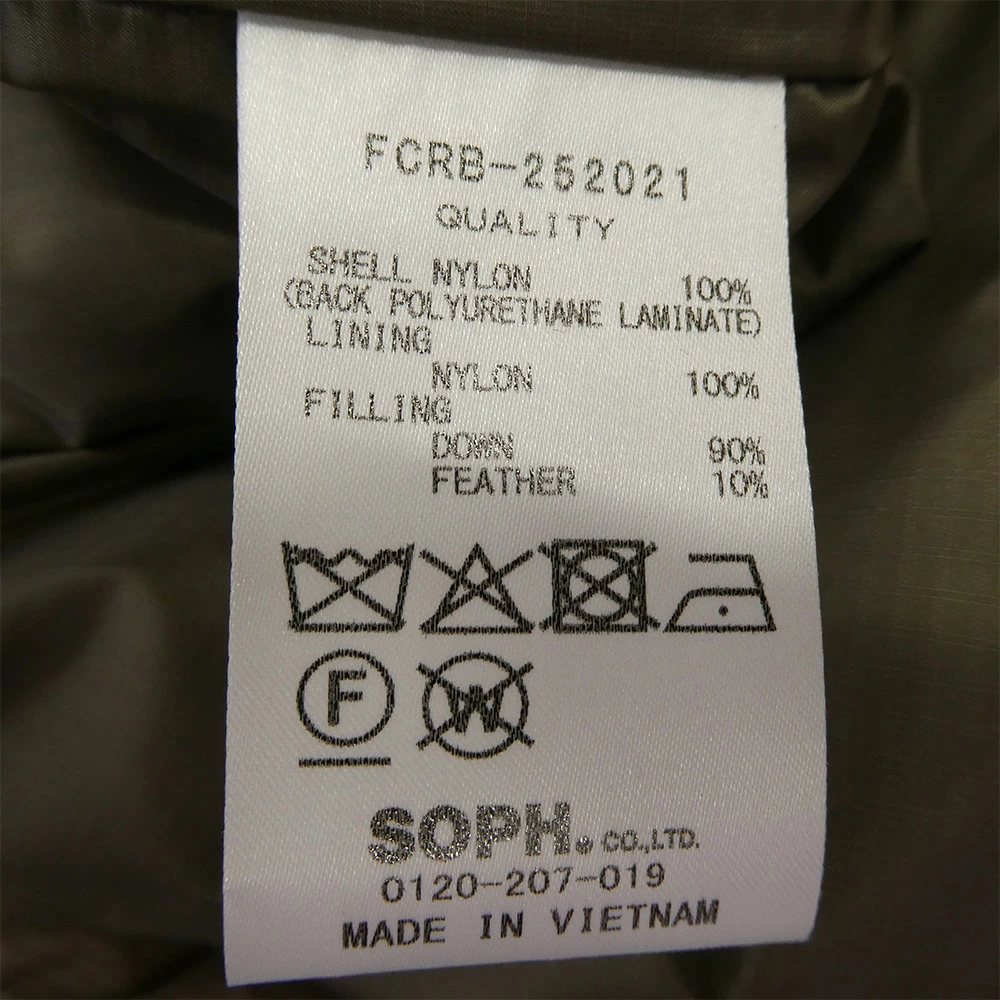 FCRB-252021
QUALITY
SHELL NYLON 100%
(BACK POLYURETHANE LAMINATE)
LINING
NYLON 100%
FILLING
DOWN 90%
FEATHER 10%
F W
SOPH. CO.,LTD.
0120-207-019
MADE IN VIETNAM